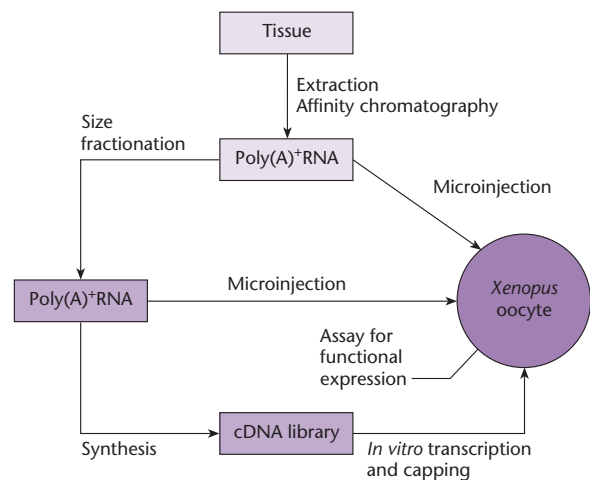 Tissue
Extraction
Affinity chromatography
Size
fractionation
Poly(A)⁺RNA
Microinjection
Poly(A)⁺RNA
Microinjection
Xenopus
oocyte
Assay for
functional
expression
Synthesis
cDNA library
In vitro transcription
and capping